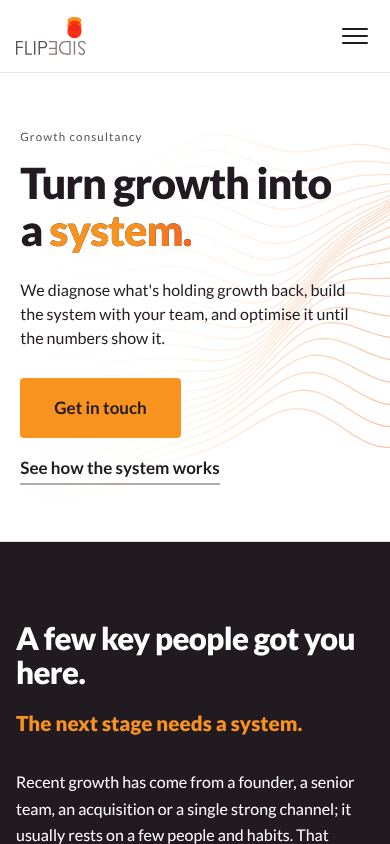 FLIPSIDE
Growth consultancy
Turn growth into
a system.
We diagnose what's holding growth back, build
the system with your team, and optimise it until
the numbers show it.
Get in touch
See how the system works
A few key people got you
here.
The next stage needs a system.
Recent growth has come from a founder, a senior
team, an acquisition or a single strong channel; it
usually rests on a few people and habits. That